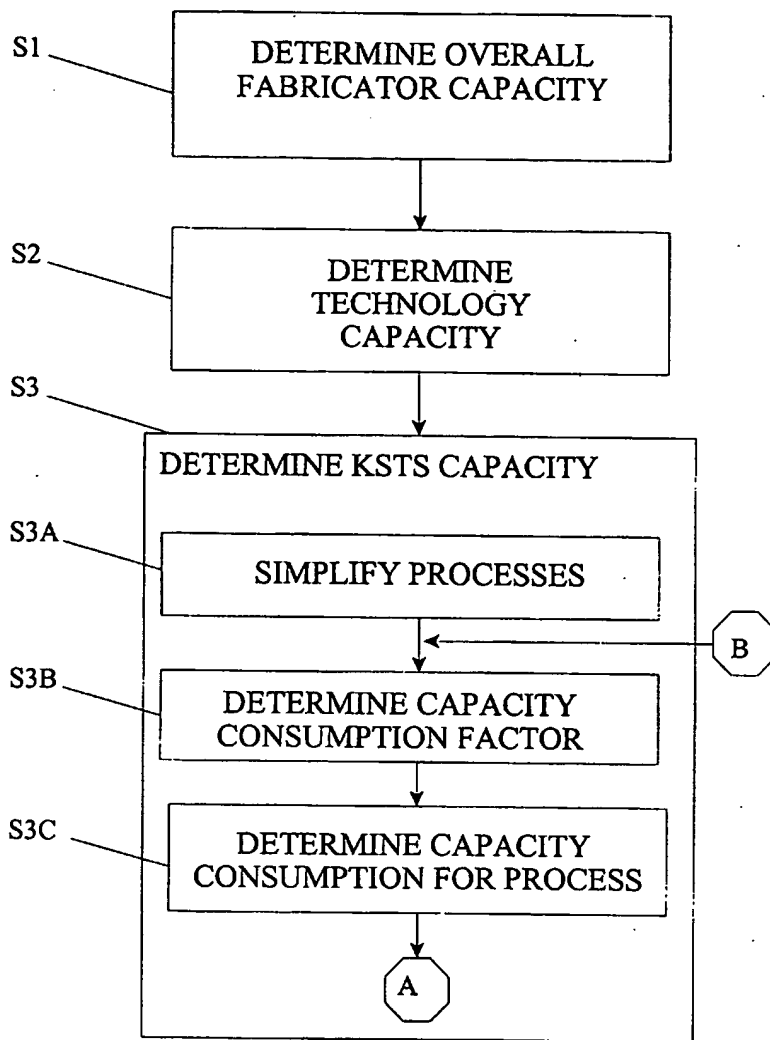 S1
DETERMINE OVERALL
FABRICATOR CAPACITY
S2
DETERMINE
TECHNOLOGY
CAPACITY
S3
DETERMINE KSTS CAPACITY
S3A
SIMPLIFY PROCESSES
B
S3B
DETERMINE CAPACITY
CONSUMPTION FACTOR
S3C
DETERMINE CAPACITY
CONSUMPTION FOR PROCESS
A